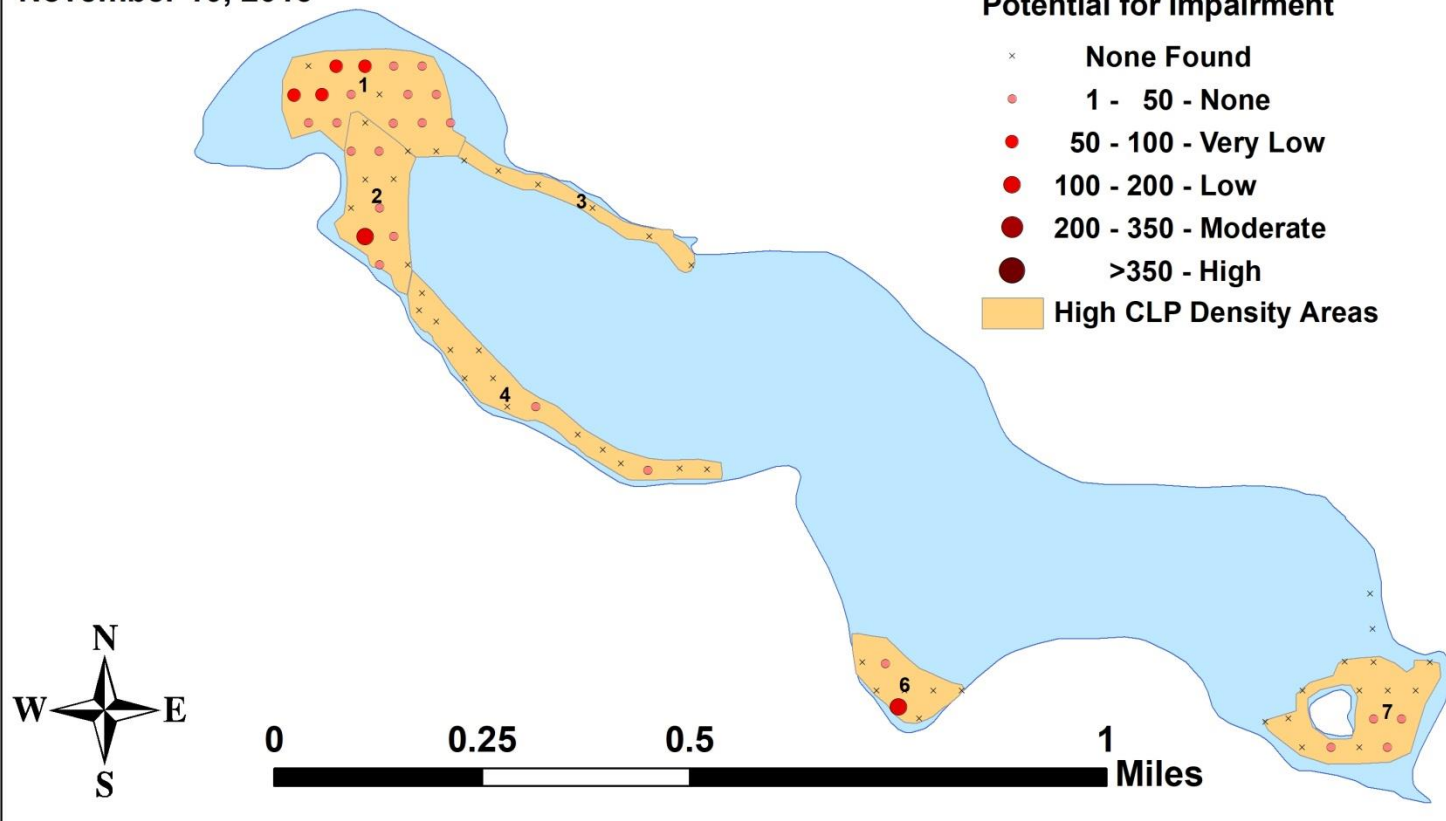 Potential for Impairment
None Found
1 - 50 - None
50 - 100 - Very Low
100 - 200 - Low
200 - 350 - Moderate
>350 - High
High CLP Density Areas
1
2
3
4
6
7
N
W E
S
0 0.25 0.5 1
Miles